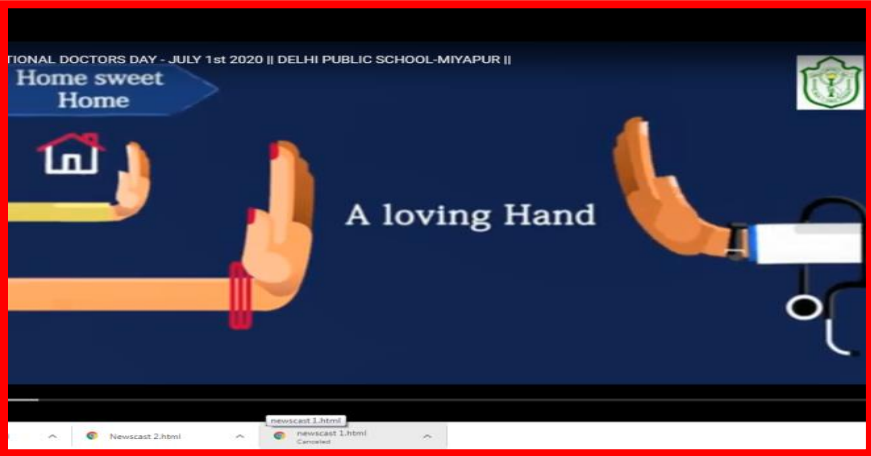 TIONAL DOCTORS DAY - JULY 1st 2020 || DELHI PUBLIC SCHOOL-MIYAPUR ||
Home sweet
Home
A loving Hand
newscast 1.html
Newscast 2.html
newscast 1.html
Canceled